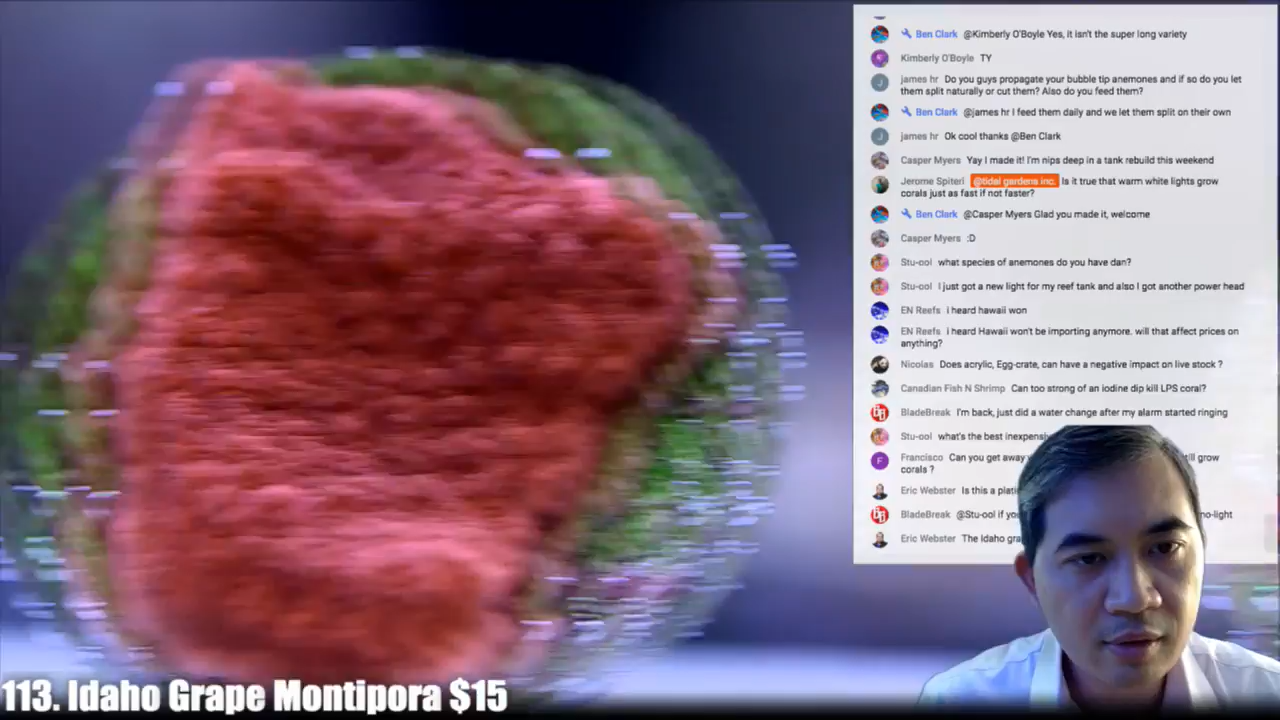 Ben Clark @Kimberly O'Boyle Yes, it isn't the super long variety
Kimberly O'Boyle TY
james hr Do you guys propagate your bubble tip anemones and if so do you let
them split naturally or cut them? Also do you feed them?
Ben Clark @james hr I feed them daily and we let them split on their own
james hr Ok cool thanks @Ben Clark
Casper Myers Yay I made it! I'm nips deep in a tank rebuild this weekend
Jerome Spiteri @tidal gardens inc. Is it true that warm white lights grow
corals just as fast if not faster?
Ben Clark @Casper Myers Glad you made it, welcome
Casper Myers :D
Stu-ool what species of anemones do you have dan?
Stu-ool I just got a new light for my reef tank and also I got another power head
EN Reefs i heard hawaii won
EN Reefs i heard Hawaii won't be importing anymore. will that affect prices on
anything?
Nicolas Does acrylic, Egg-crate, can have a negative impact on live stock ?
Canadian Fish N Shrimp Can too strong of an iodine dip kill LPS coral?
BladeBreak I'm back, just did a water change after my alarm started ringing
Stu-ool what's the best
Francisco Can you get away grow
corals ?
Eric Webster Is this a
BladeBreak @Stu-ool if
Eric Webster The Idaho
113. Idaho Grape Montipora $15